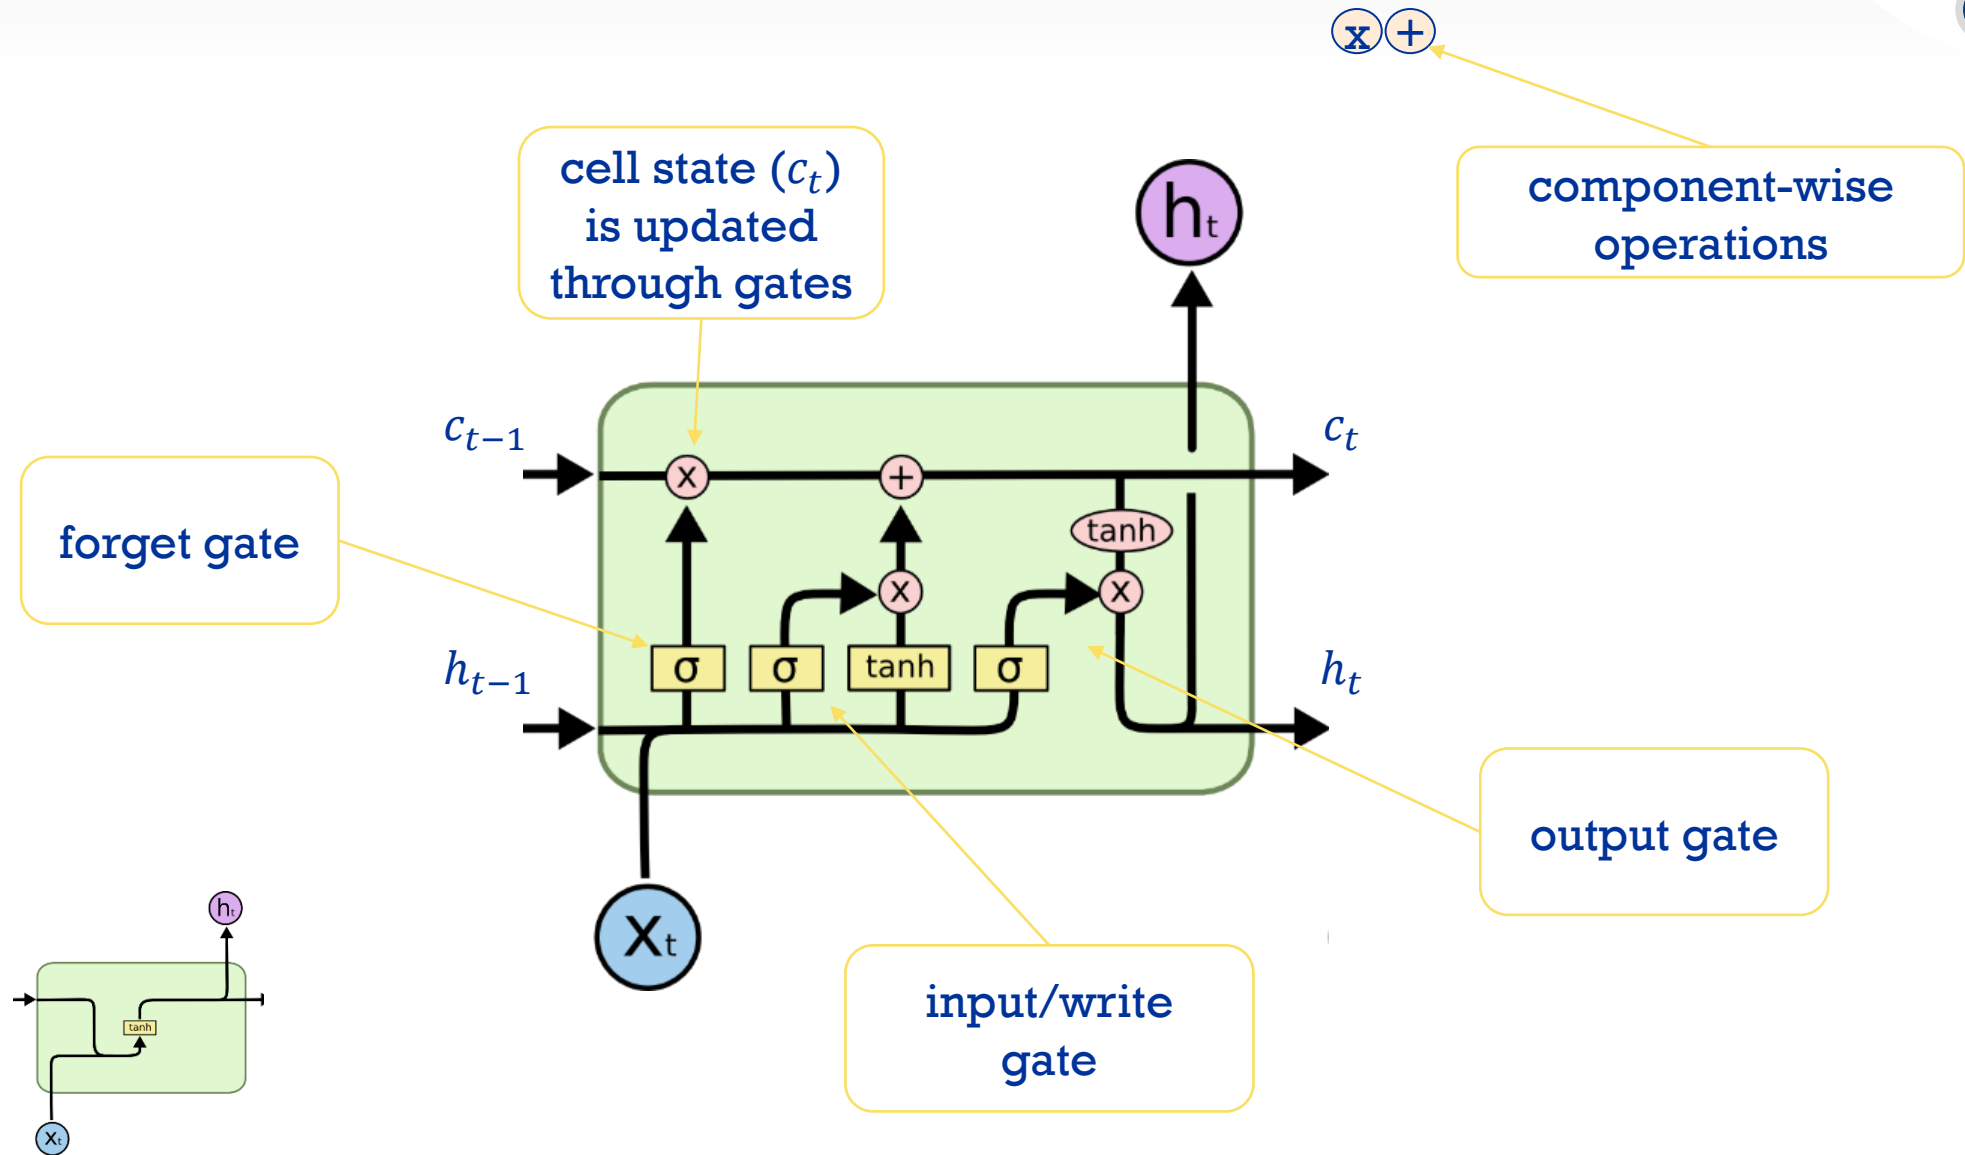 x +
cell state (c_t)
is updated
through gates
component-wise
operations
h_t
c_{t−1}
c_t
x +
forget gate
tanh
x x
σ σ tanh σ
h_{t−1}
h_t
output gate
x_t
input/write
gate
h_t
tanh
x_t